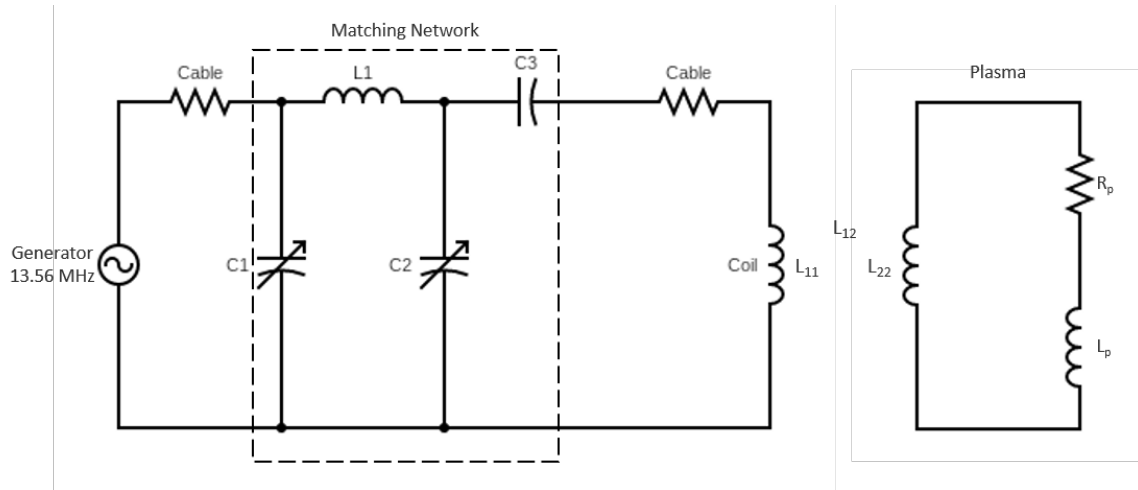 Matching Network
Cable
L1
C3
Cable
Plasma
Generator
13.56 MHz
C1
C2
Coil
L11
L12
L22
Rp
Lp